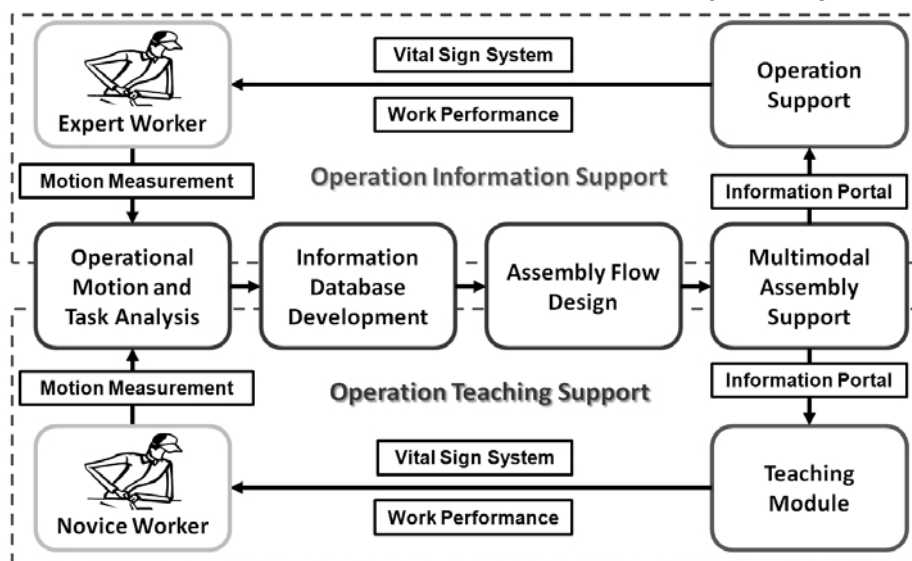 Vital Sign System
Work Performance
Expert Worker
Operation
Support
Motion Measurement
Operation Information Support
Information Portal
Operational
Motion and
Task Analysis
Information
Database
Development
Assembly Flow
Design
Multimodal
Assembly
Support
Motion Measurement
Operation Teaching Support
Information Portal
Vital Sign System
Work Performance
Novice Worker
Teaching
Module